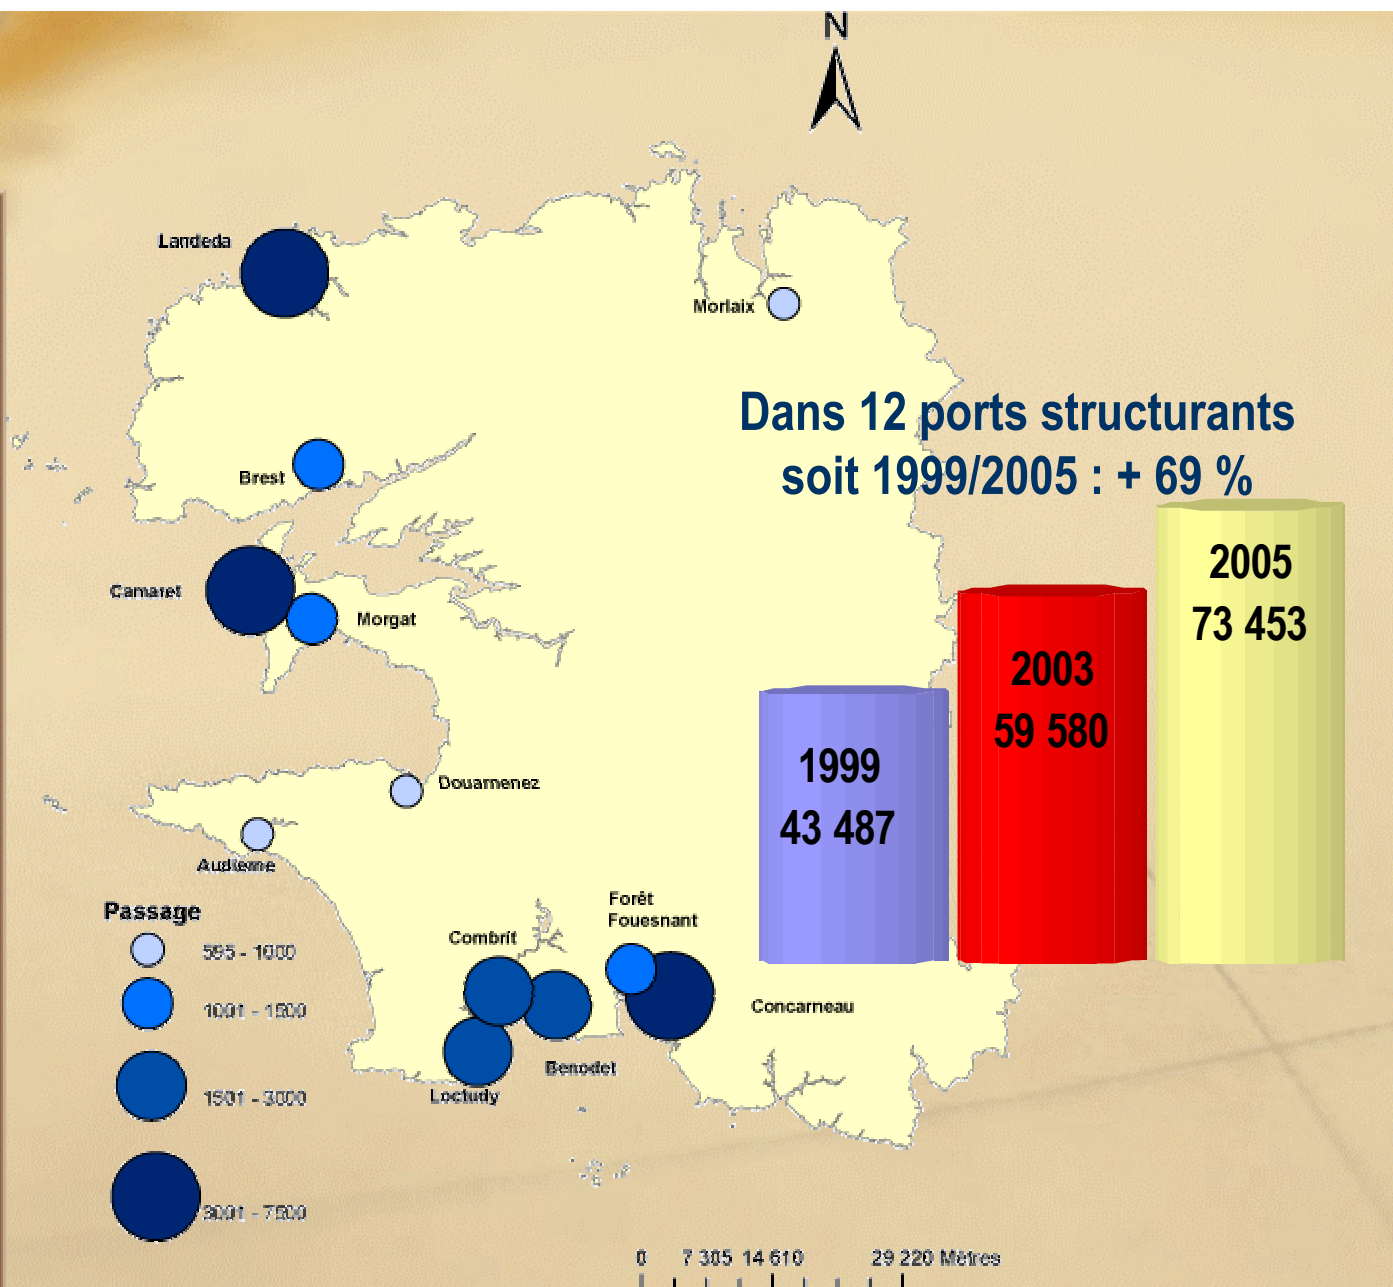 N
Landeda
Morlaix
Dans 12 ports structurants
soit 1999/2005 : + 69 %
Brest
2005
73 453
Camaret
Morgat
2003
59 580
1999
43 487
Douarnenez
Audierne
Passage
595 - 1000
1001 - 1500
1501 - 3000
3001 - 7500
Forêt
Fouesnant
Combrit
Concarneau
Benodet
Loctudy
0 7 305 14 610 29 220 Mètres